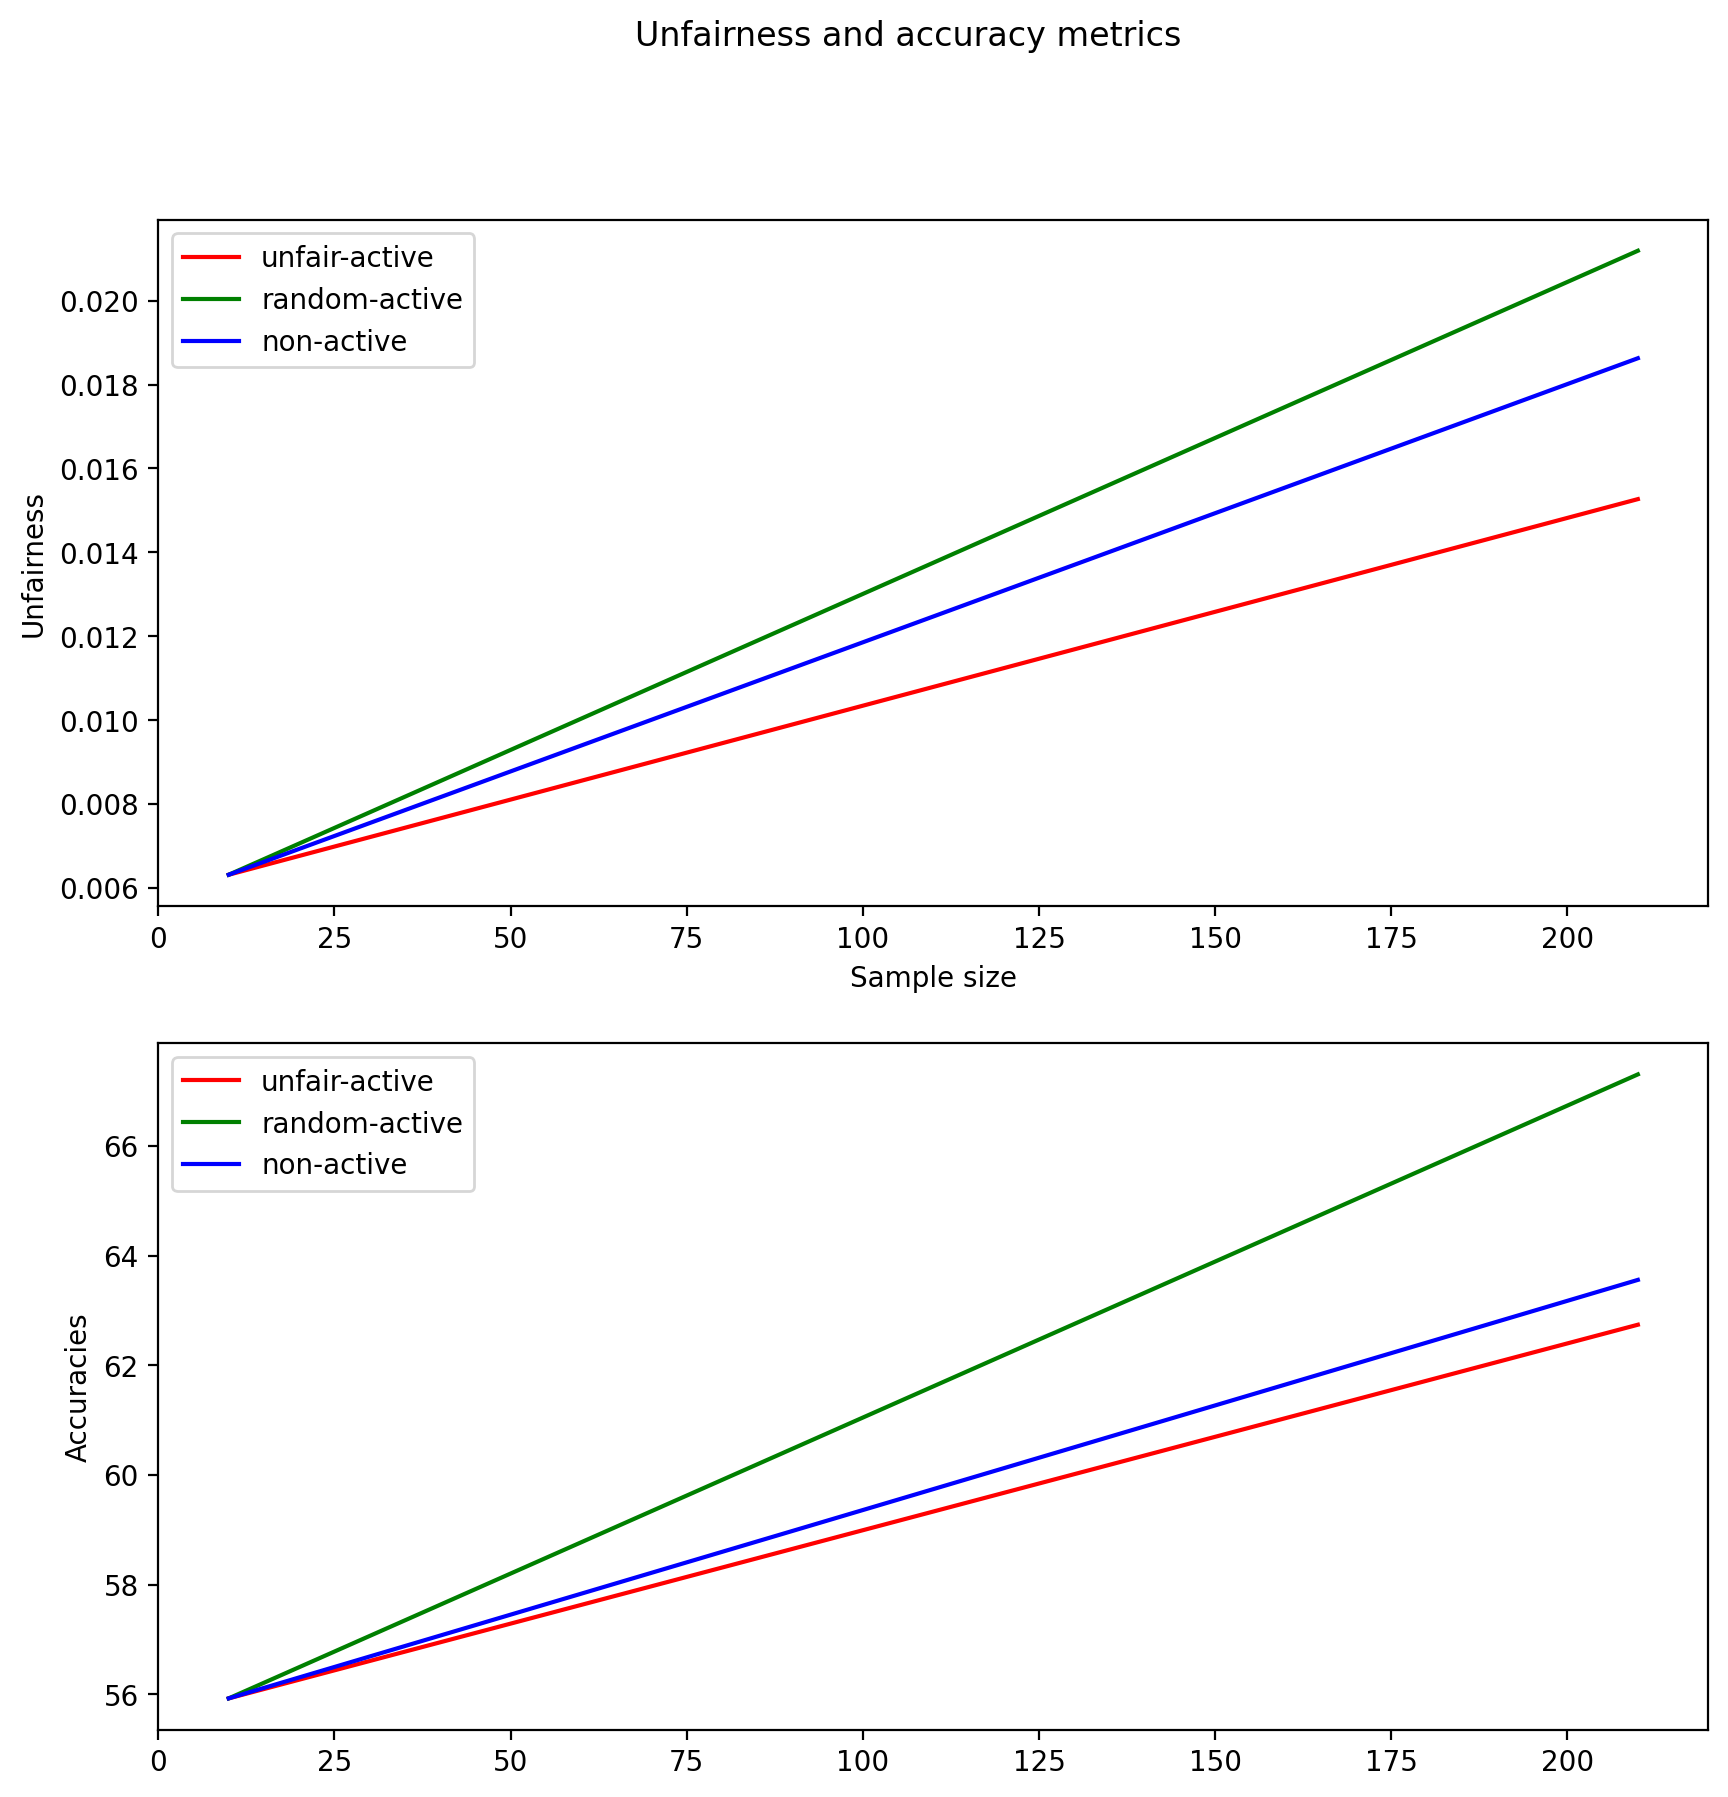 Unfairness and accuracy metrics
unfair-active
random-active
non-active
0.020
0.018
0.016
0.014
0.012
0.010
0.008
0.006
Unfairness
0 25 50 75 100 125 150 175 200
Sample size
unfair-active
random-active
non-active
66
64
62
60
58
56
Accuracies
0 25 50 75 100 125 150 175 200